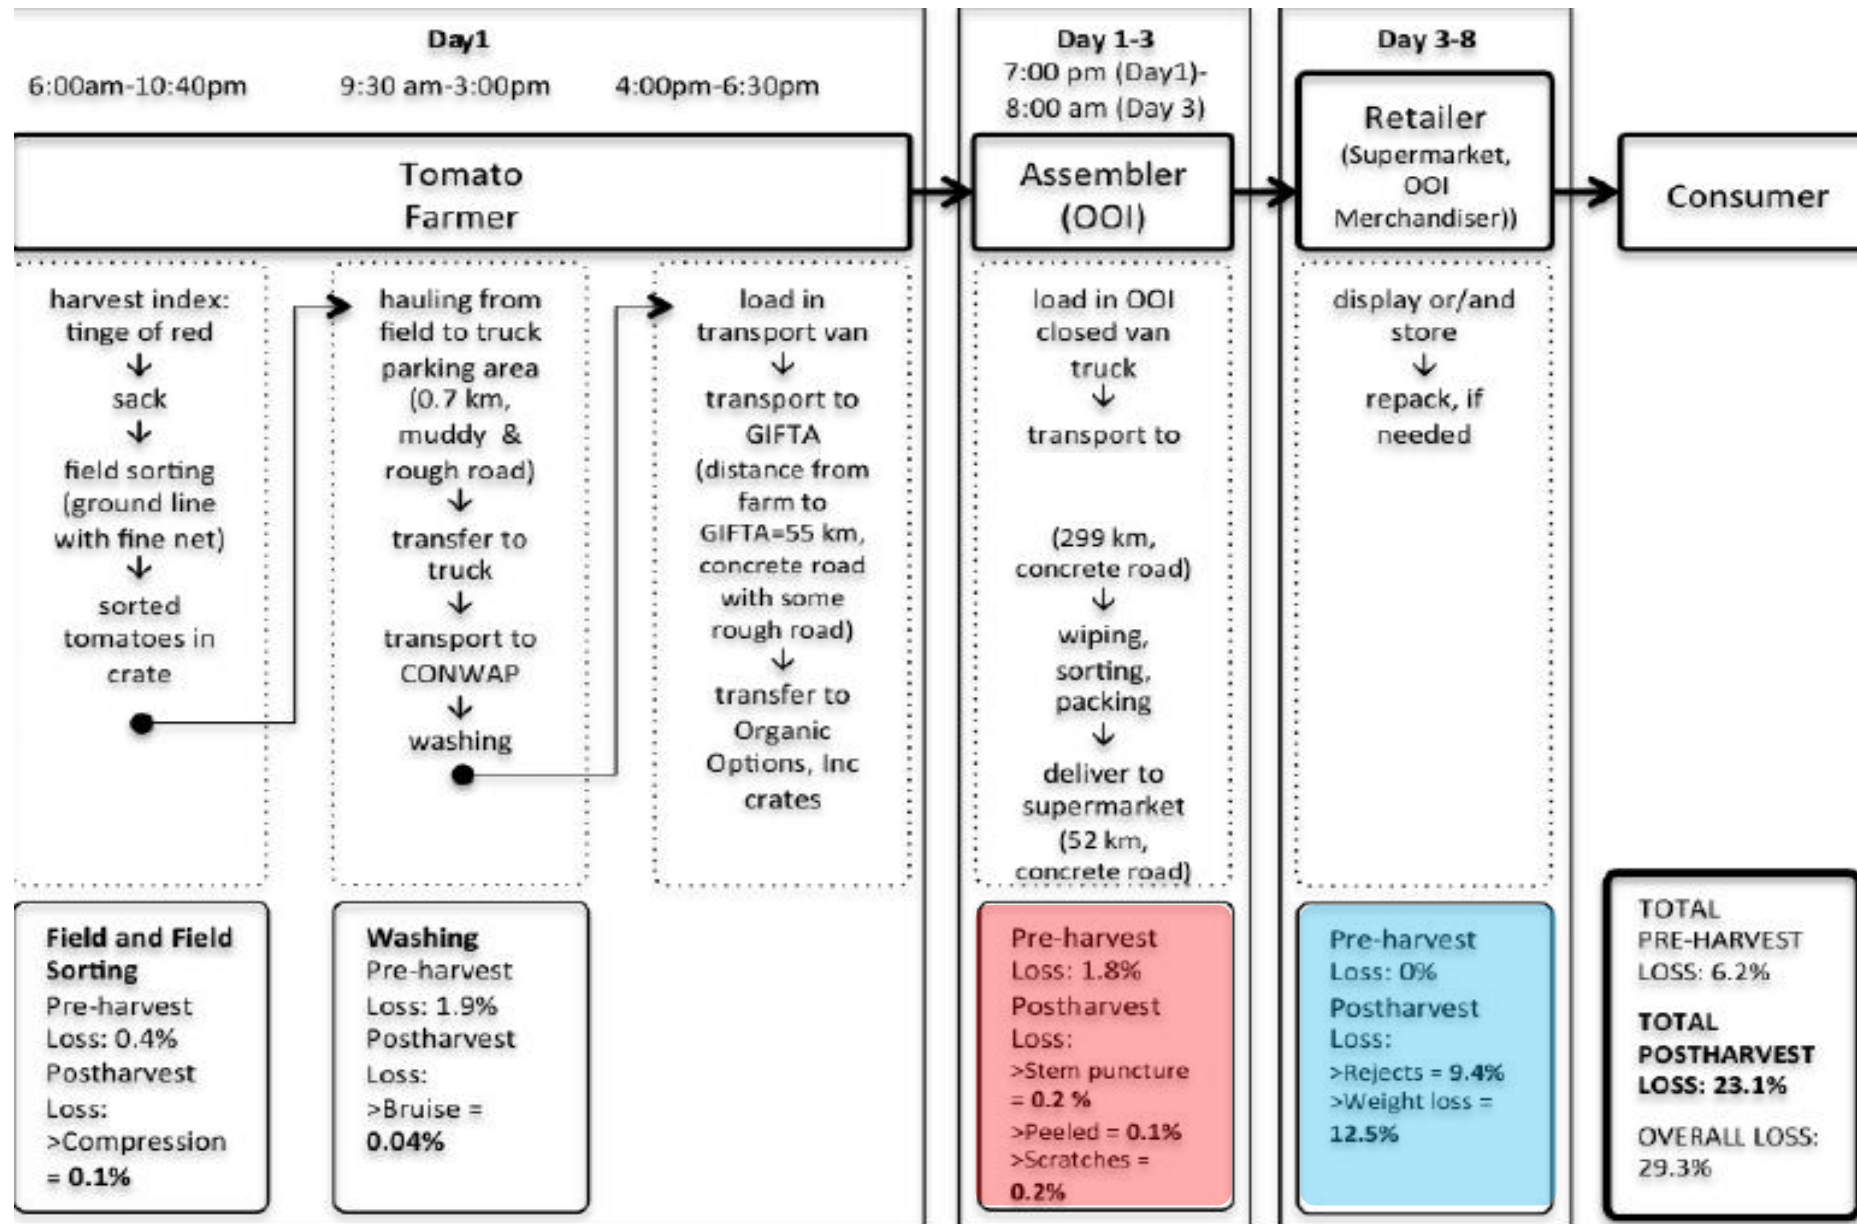 Day1
6:00am-10:40pm
9:30 am-3:00pm
4:00pm-6:30pm
Tomato
Farmer
harvest index:
tinge of red
sack
field sorting
(ground line
with fine net)
sorted
tomatoes in
crate
hauling from
field to truck
parking area
(0.7 km,
muddy &
rough road)
transfer to
truck
transport to
CONWAP
washing
load in
transport van
transport to
GIFTA
(distance from
farm to
GIFTA=55 km,
concrete road
with some
rough road)
transfer to
Organic
Options, Inc
crates
Field and Field
Sorting
Pre-harvest
Loss: 0.4%
Postharvest
Loss:
>Compression
= 0.1%
Washing
Pre-harvest
Loss: 1.9%
Postharvest
Loss:
>Bruise =
0.04%
Day 1-3
7:00 pm (Day1)-
8:00 am (Day 3)
Assembler
(OOI)
load in OOI
closed van
truck
transport to
(299 km,
concrete road)
wiping,
sorting,
packing
deliver to
supermarket
(52 km,
concrete road)
Pre-harvest
Loss: 1.8%
Postharvest
Loss:
>Stem puncture
= 0.2 %
>Peeled = 0.1%
>Scratches =
0.2%
Day 3-8
Retailer
(Supermarket,
OOI
Merchandiser))
display or/and
store
repack, if
needed
Pre-harvest
Loss: 0%
Postharvest
Loss:
>Rejects = 9.4%
>Weight loss =
12.5%
Consumer
TOTAL
PRE-HARVEST
LOSS: 6.2%
TOTAL
POSTHARVEST
LOSS: 23.1%
OVERALL LOSS:
29.3%